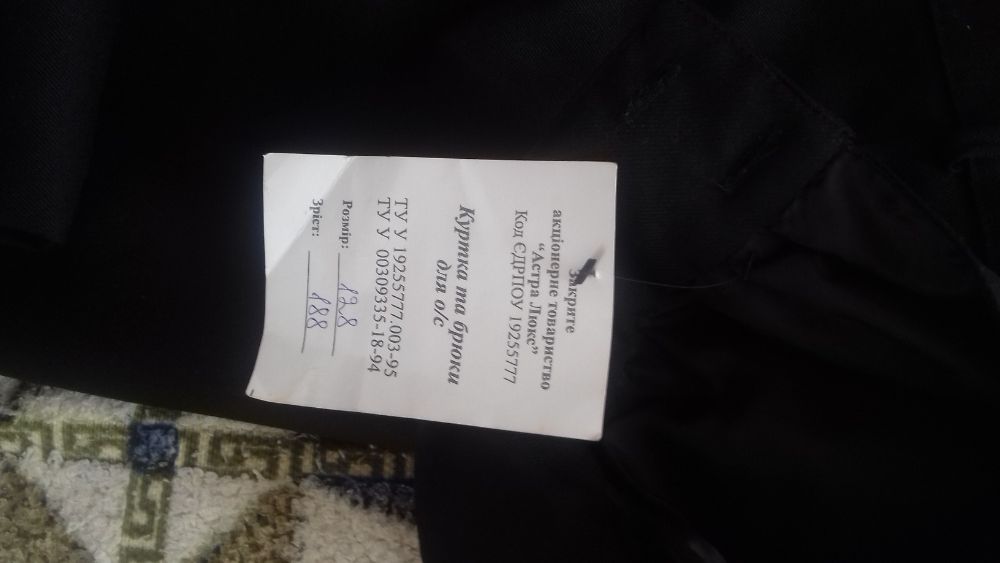 Закрите
акціонерне товариство
“Астра Люкс”
Код ЄДРПОУ 19255777
Куртка та брюки
для о/с
ТУ У 19255777.003-95
ТУ У 00309335-18-94
Розмір: 128
Зріст: 188